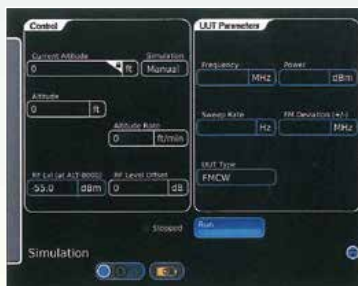 Control
Current Altitude
Simulation
0 ft Manual
Altitude
0 ft
Altitude Rate
0 ft/min
RF Lvl (at ALT-8000) RF Level Offset
-55.0 dBm 0 dB
UUT Parameters
Frequency Power
MHz dBm
Sweep Rate FM Deviation (+/-)
Hz MHz
UUT Type
FMCW
Stopped Run
Simulation